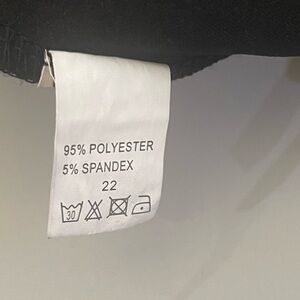 95% POLYESTER
5% SPANDEX
22
30